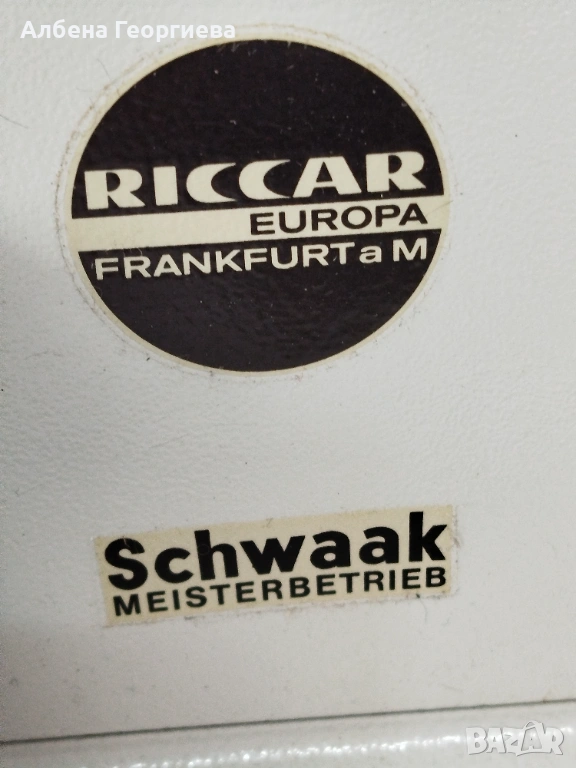 Албена Георгиева
RICCAR
EUROPA
FRANKFURT a M
Schwaak
MEISTERBETRIEB
BAZAR